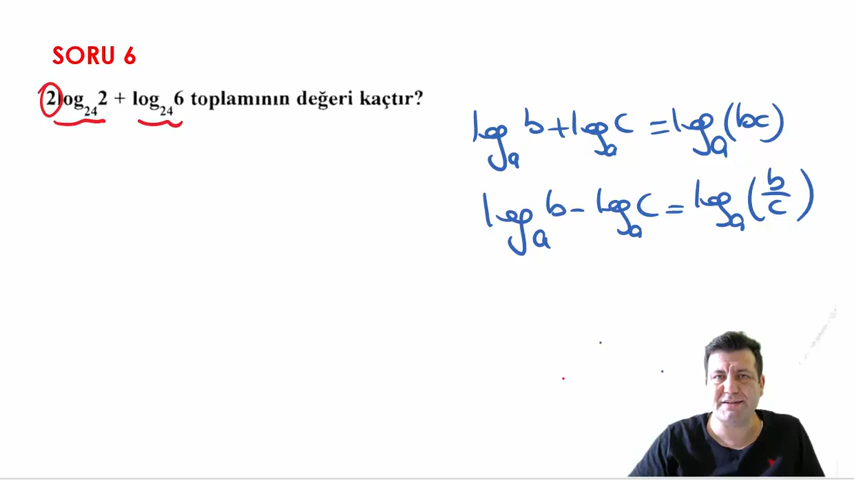 SORU 6
2log₂₄2 + log₂₄6 toplamının değeri kaçtır?
logₐb + logₐc = logₐ(bc)
logₐb - logₐc = logₐ(b/c)